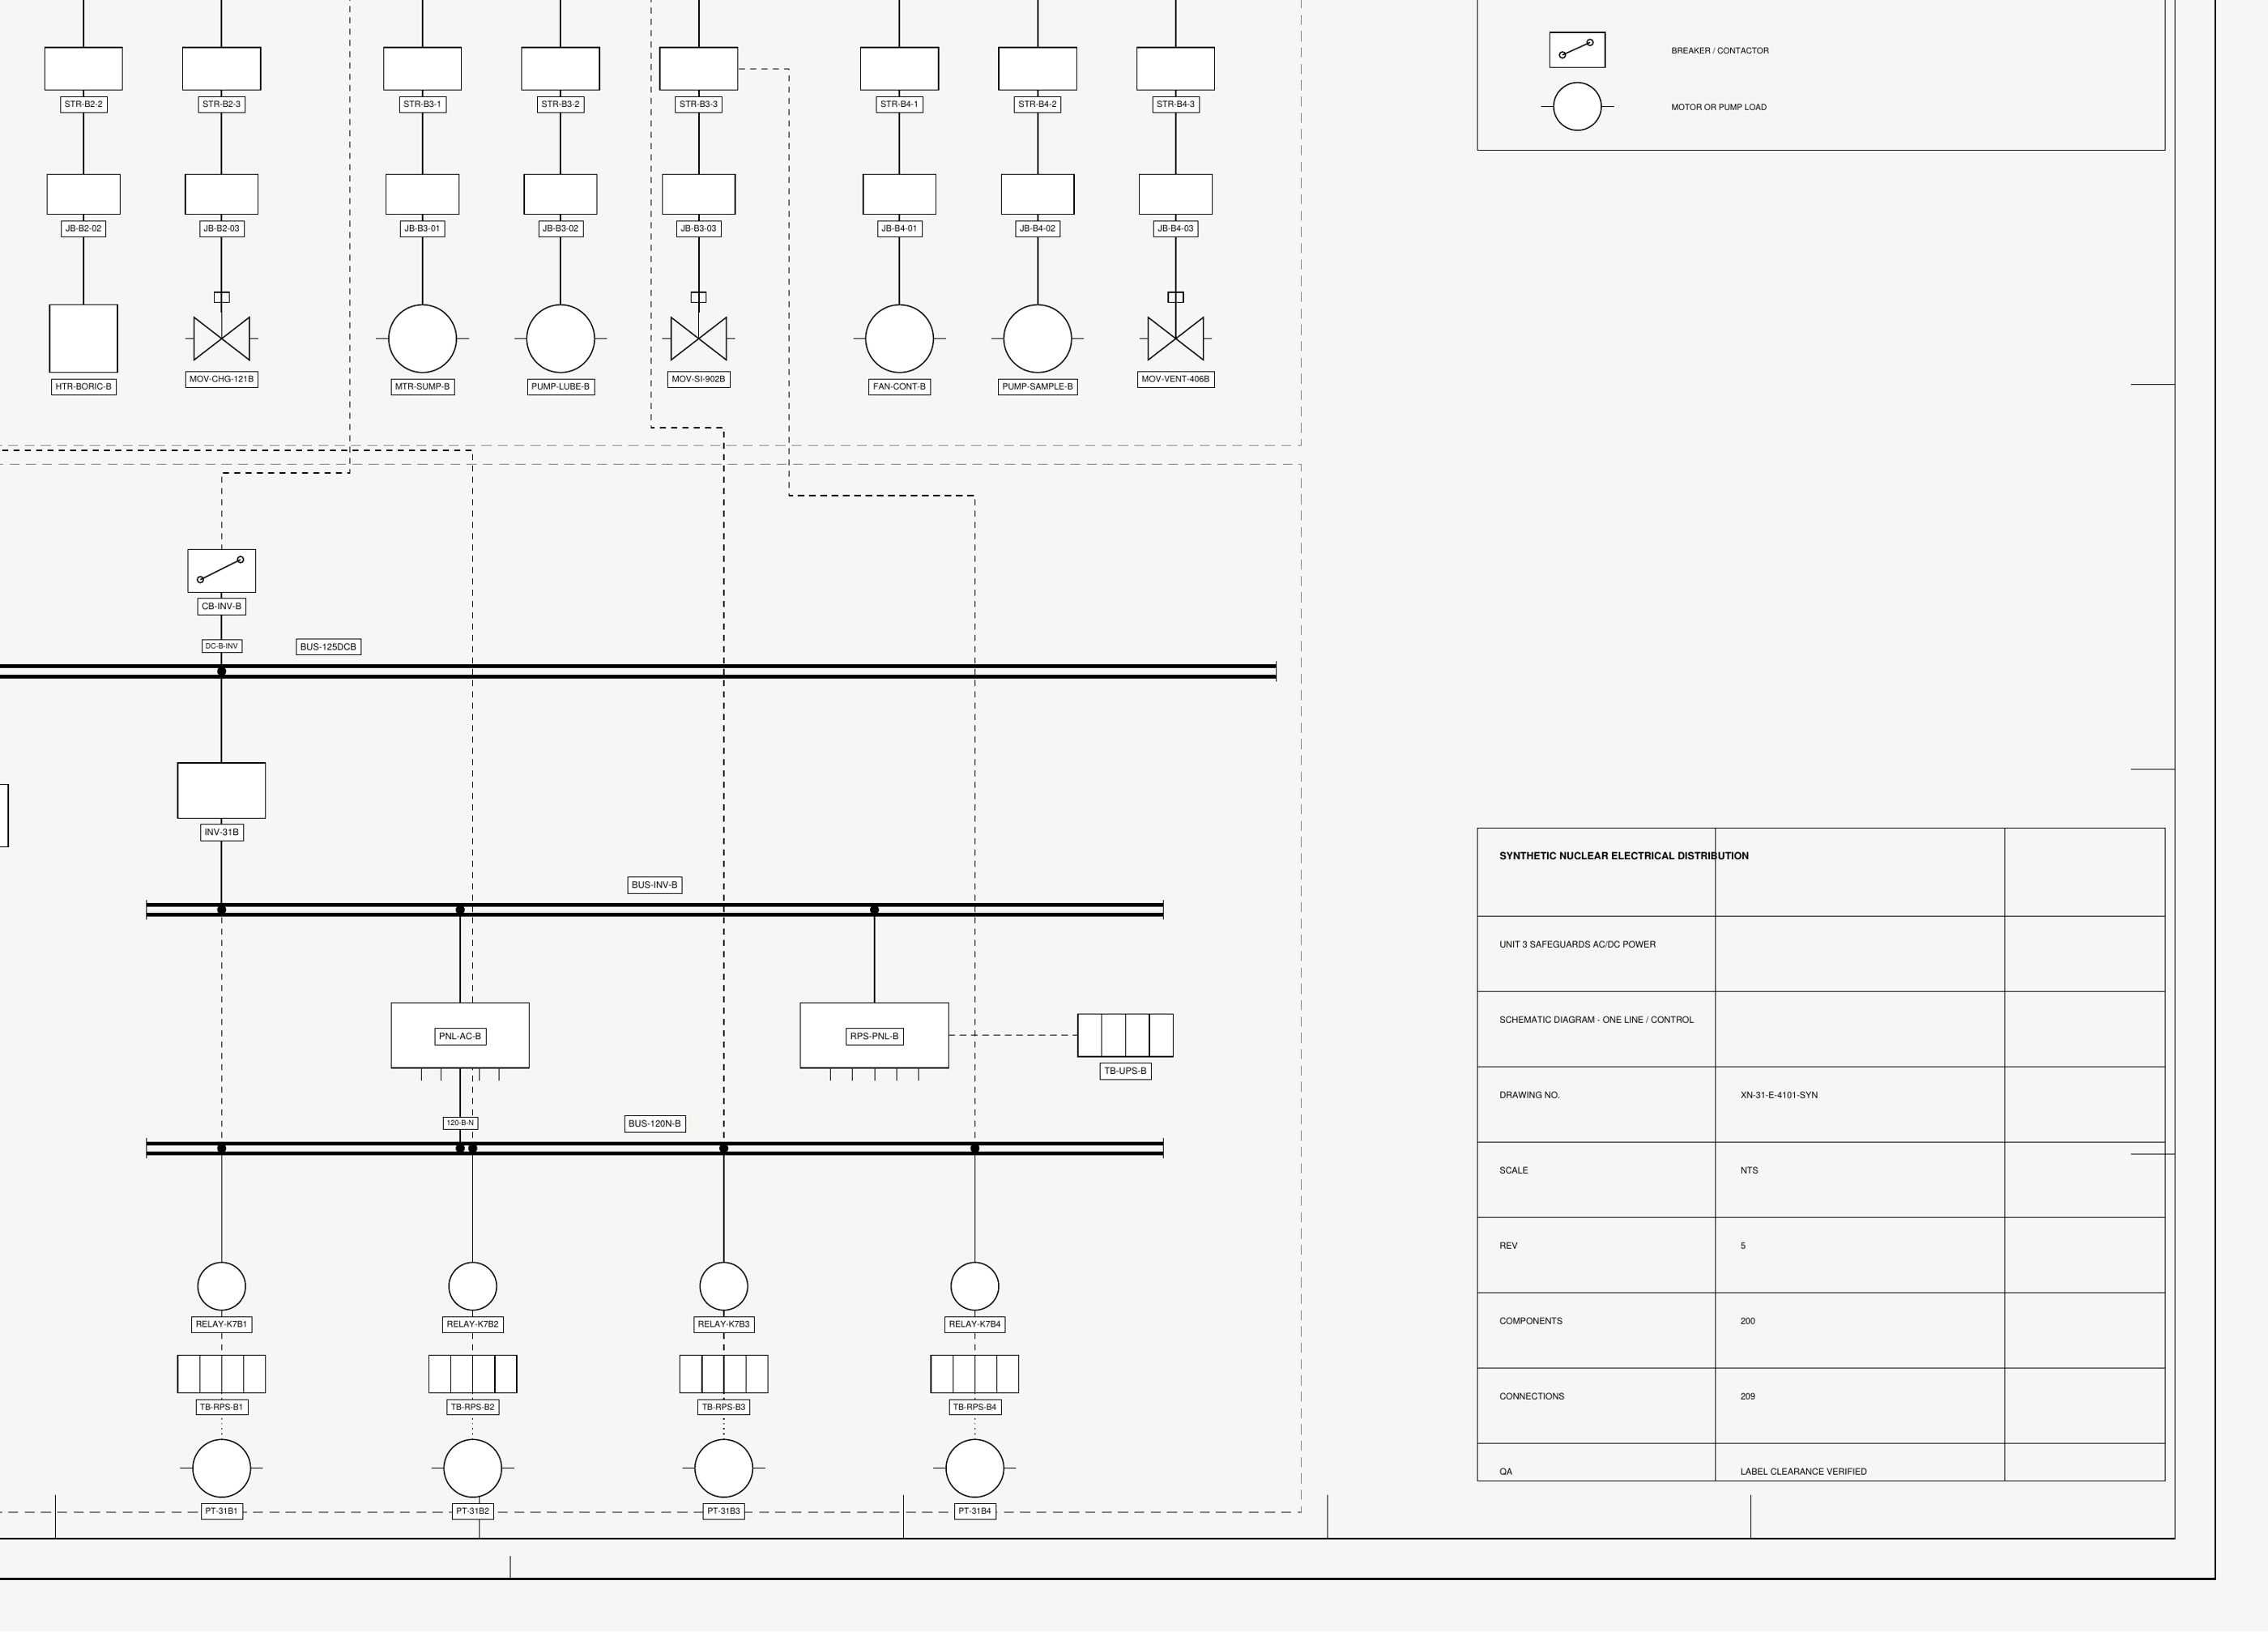 BREAKER / CONTACTOR
MOTOR OR PUMP LOAD
STR-B2-2
STR-B2-3
STR-B3-1
STR-B3-2
STR-B3-3
STR-B4-1
STR-B4-2
STR-B4-3
JB-B2-02
JB-B2-03
JB-B3-01
JB-B3-02
JB-B3-03
JB-B4-01
JB-B4-02
JB-B4-03
HTR-BORIC-B
MOV-CHG-121B
MTR-SUMP-B
PUMP-LUBE-B
MOV-SI-902B
FAN-CONT-B
PUMP-SAMPLE-B
MOV-VENT-406B
CB-INV-B
DC-B-INV
BUS-125DCB
INV-31B
BUS-INV-B
PNL-AC-B
RPS-PNL-B
TB-UPS-B
120-B-N
BUS-120N-B
RELAY-K7B1
RELAY-K7B2
RELAY-K7B3
RELAY-K7B4
TB-RPS-B1
TB-RPS-B2
TB-RPS-B3
TB-RPS-B4
PT-31B1
PT-31B2
PT-31B3
PT-31B4
SYNTHETIC NUCLEAR ELECTRICAL DISTRIBUTION
UNIT 3 SAFEGUARDS AC/DC POWER
SCHEMATIC DIAGRAM - ONE LINE / CONTROL
DRAWING NO. XN-31-E-4101-SYN
SCALE NTS
REV 5
COMPONENTS 200
CONNECTIONS 209
QA LABEL CLEARANCE VERIFIED